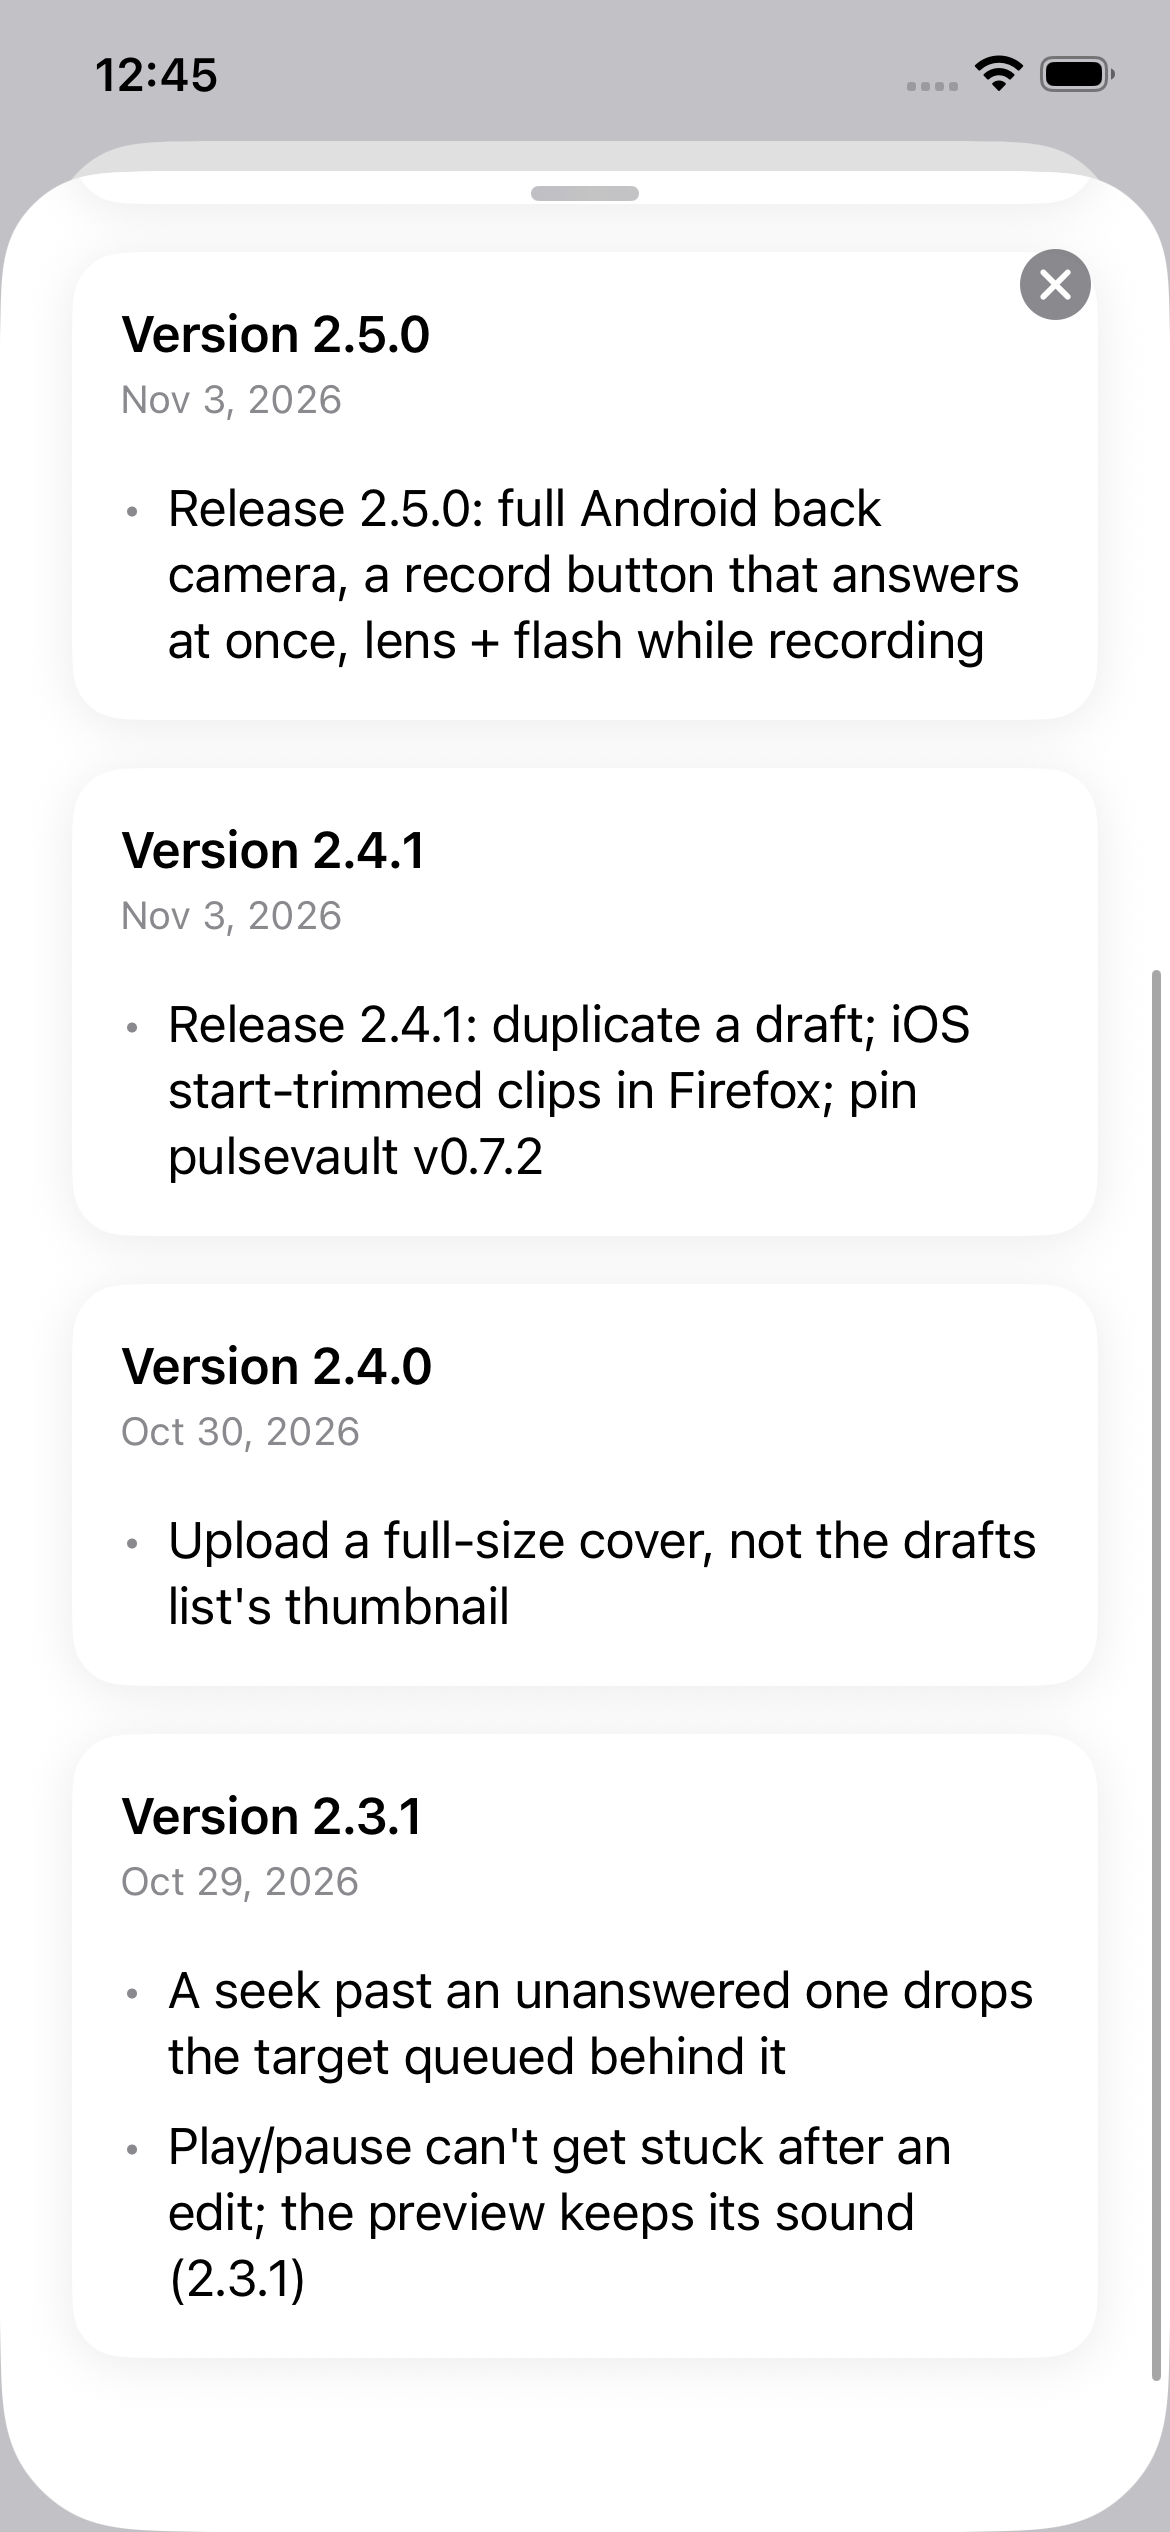 12:45
Version 2.5.0
Nov 3, 2026
• Release 2.5.0: full Android back
camera, a record button that answers
at once, lens + flash while recording
Version 2.4.1
Nov 3, 2026
• Release 2.4.1: duplicate a draft; iOS
start-trimmed clips in Firefox; pin
pulsevault v0.7.2
Version 2.4.0
Oct 30, 2026
• Upload a full-size cover, not the drafts
list's thumbnail
Version 2.3.1
Oct 29, 2026
• A seek past an unanswered one drops
the target queued behind it
• Play/pause can't get stuck after an
edit; the preview keeps its sound
(2.3.1)